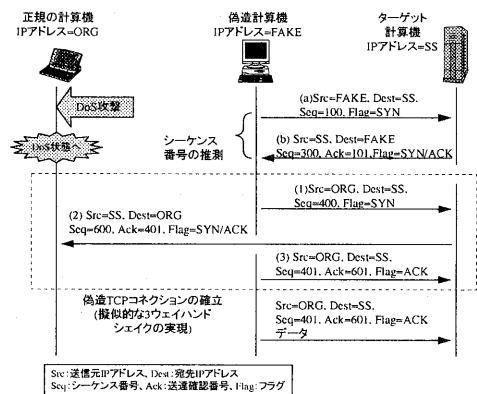 正規の計算機
IPアドレス=ORG
偽造計算機
IPアドレス=FAKE
ターゲット
計算機
IPアドレス=SS
DoS攻撃
DoS状態へ
シーケンス
番号の推測
(a)Src=FAKE, Dest=SS,
Seq=100, Flag=SYN
(b) Src=SS, Dest=FAKE
Seq=300, Ack=101,Flag=SYN/ACK
(1)Src=ORG, Dest=SS,
Seq=400, Flag=SYN
(2) Src=SS, Dest=ORG
Seq=600, Ack=401, Flag=SYN/ACK
(3) Src=ORG, Dest=SS,
Seq=401, Ack=601, Flag=ACK
偽造TCPコネクションの確立
(擬似的な3ウェイハンド
シェイクの実現)
Src=ORG, Dest=SS,
Seq=401, Ack=601, Flag=ACK
データ
Src: 送信元IPアドレス、Dest: 宛先IPアドレス
Seq: シーケンス番号、Ack: 送達確認番号、Flag: フラグ